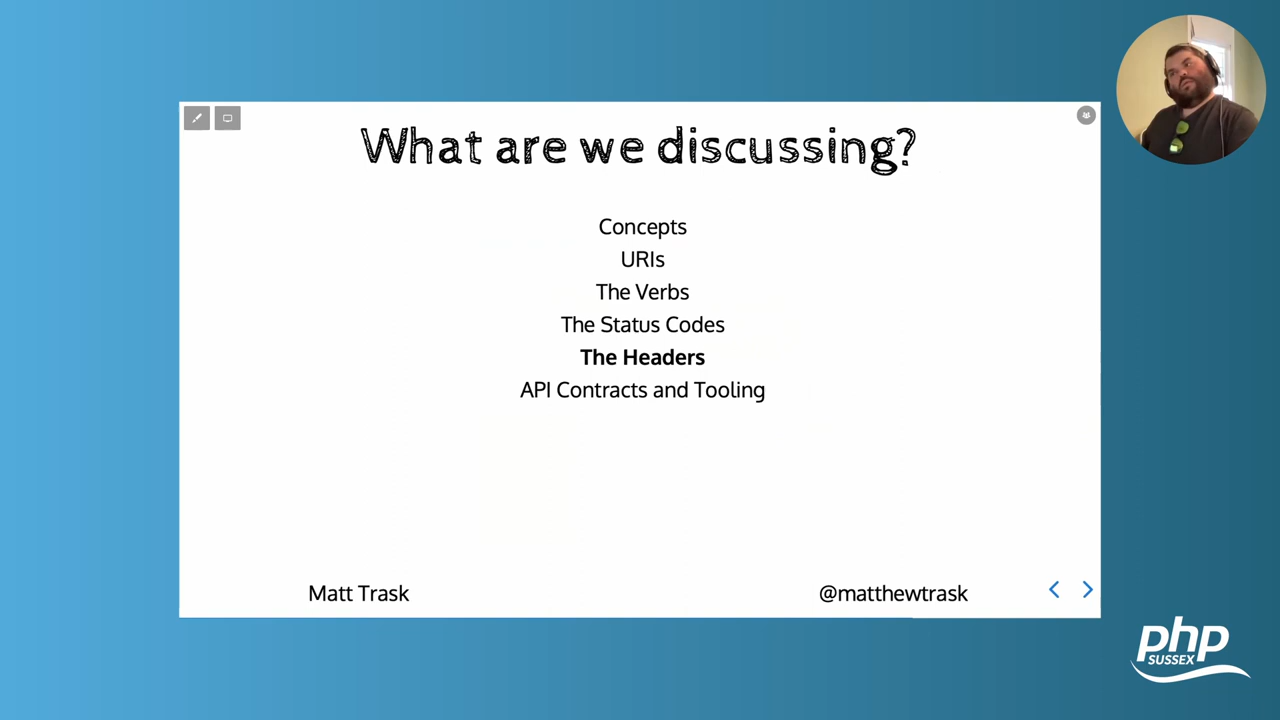 What are we discussing?
Concepts
URIs
The Verbs
The Status Codes
The Headers
API Contracts and Tooling
Matt Trask
@matthewtrask
php
SUSSEX